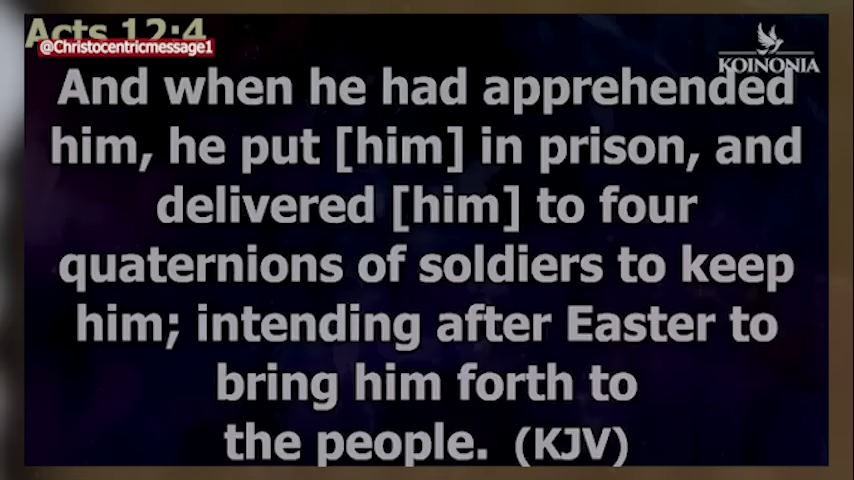 Acts 12:4
@Christocentricmessage1
KOINONIA
And when he had apprehended
him, he put [him] in prison, and
delivered [him] to four
quaternions of soldiers to keep
him; intending after Easter to
bring him forth to
the people. (KJV)